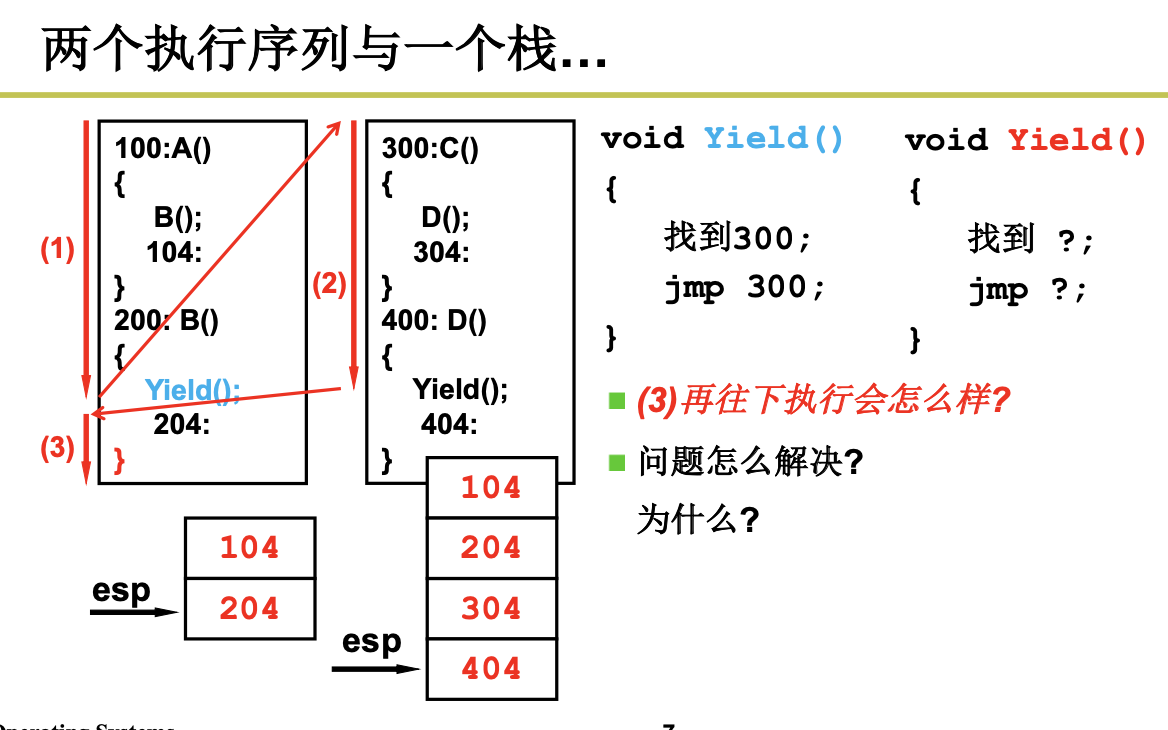 两个执行序列与一个栈...
100:A()
{
B();
104:
}
200: B()
{
Yield();
204:
}
(1)
(3)
300:C()
{
D();
304:
}
400: D()
{
Yield();
404:
}
(2)
void Yield()
{
找到300;
jmp 300;
}
void Yield()
{
找到 ?;
jmp ?;
}
(3)再往下执行会怎么样?
问题怎么解决?
为什么?
esp
104
204
esp
104
204
304
404
Operating Systems
7